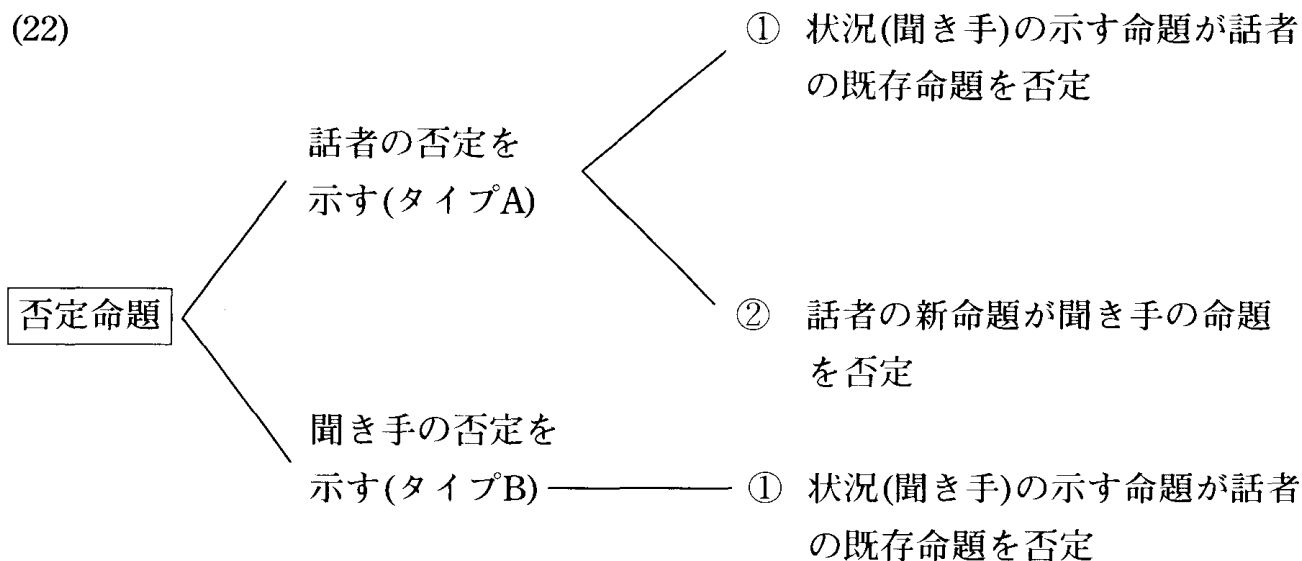 (22)
① 状況(聞き手)の示す命題が話者
の既存命題を否定
話者の否定を
示す(タイプA)
否定命題
② 話者の新命題が聞き手の命題
を否定
聞き手の否定を
示す(タイプB)
① 状況(聞き手)の示す命題が話者
の既存命題を否定